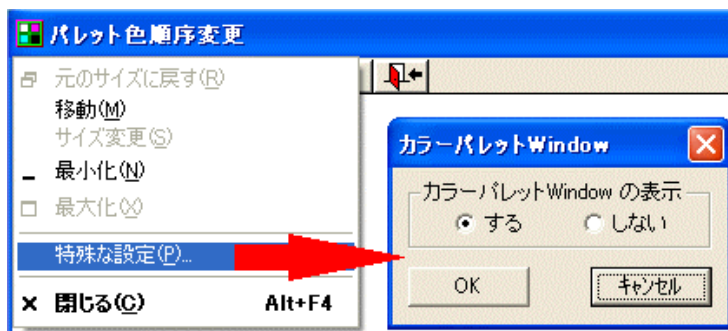 パレット色順序変更
元のサイズに戻す(R)
移動(M)
サイズ変更(S)
最小化(N)
最大化(X)
特殊な設定(P)...
閉じる(C) Alt+F4
カラーパレットWindow
カラーパレットWindow の表示
する しない
OK キャンセル